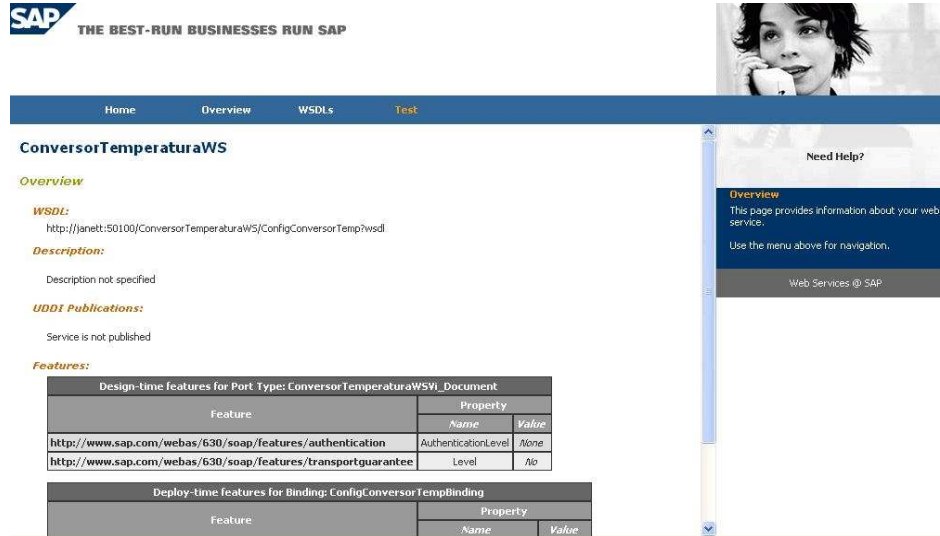 SAP
THE BEST-RUN BUSINESSES RUN SAP
Home Overview WSDLs Test
ConversorTemperaturaWS
Overview
WSDL:
http://janett:50100/ConversorTemperaturaWS/ConfigConversorTemp?wsdl
Description:
Description not specified
UDDI Publications:
Service is not published
Features:
Design-time features for Port Type: ConversorTemperaturaWSVi_Document
Feature Property
Name Value
http://www.sap.com/webas/630/soap/features/authentication AuthenticationLevel None
http://www.sap.com/webas/630/soap/features/transportguarantee Level No
Deploy-time features for Binding: ConfigConversorTempBinding
Feature Property
Name Value
Need Help?
Overview
This page provides information about your web
service.
Use the menu above for navigation.
Web Services @ SAP